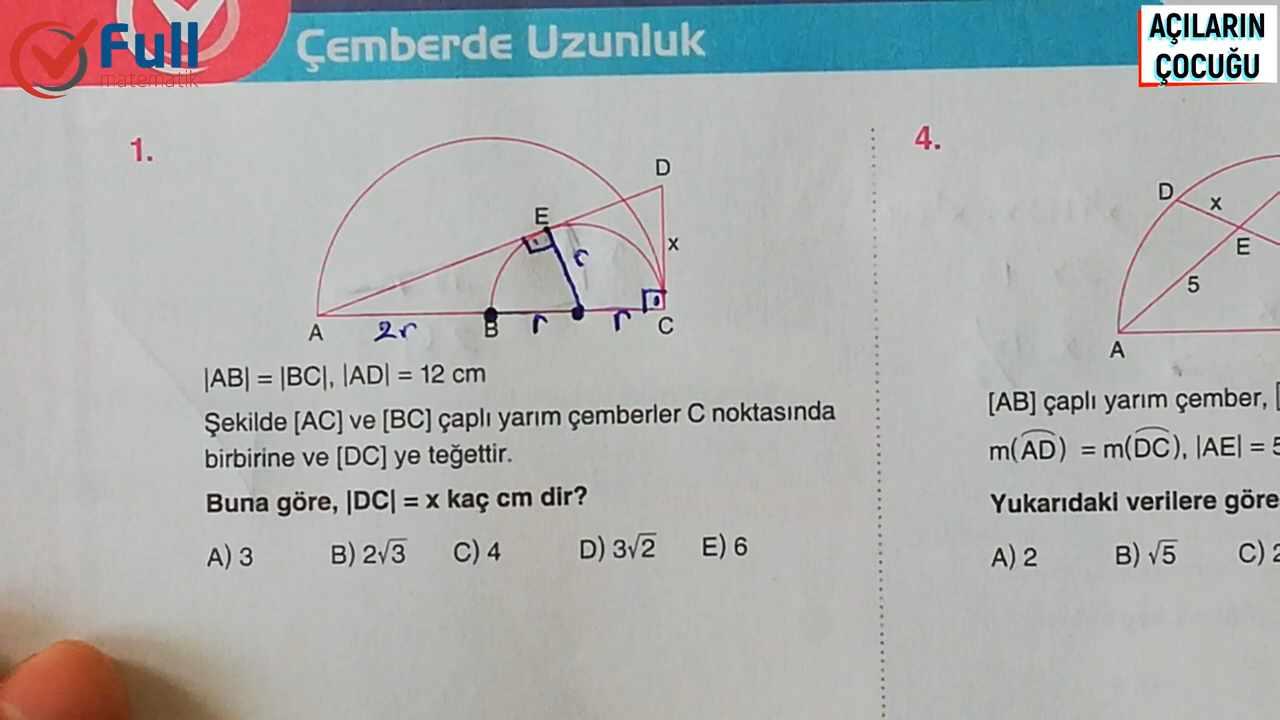 Full
matematik
Çemberde Uzunluk
AÇILARIN
ÇOCUĞU
1.
D
E
x
r
A
2r
B
r
r
C
|AB| = |BC|, |AD| = 12 cm
Şekilde [AC] ve [BC] çaplı yarım çemberler C noktasında
birbirine ve [DC] ye teğettir.
Buna göre, |DC| = x kaç cm dir?
A) 3 B) 2√3 C) 4 D) 3√2 E) 6
4.
D
x
E
5
A
[AB] çaplı yarım çember, [
m(AD) = m(DC), |AE| = 5
Yukarıdaki verilere göre
A) 2 B) √5 C) 2